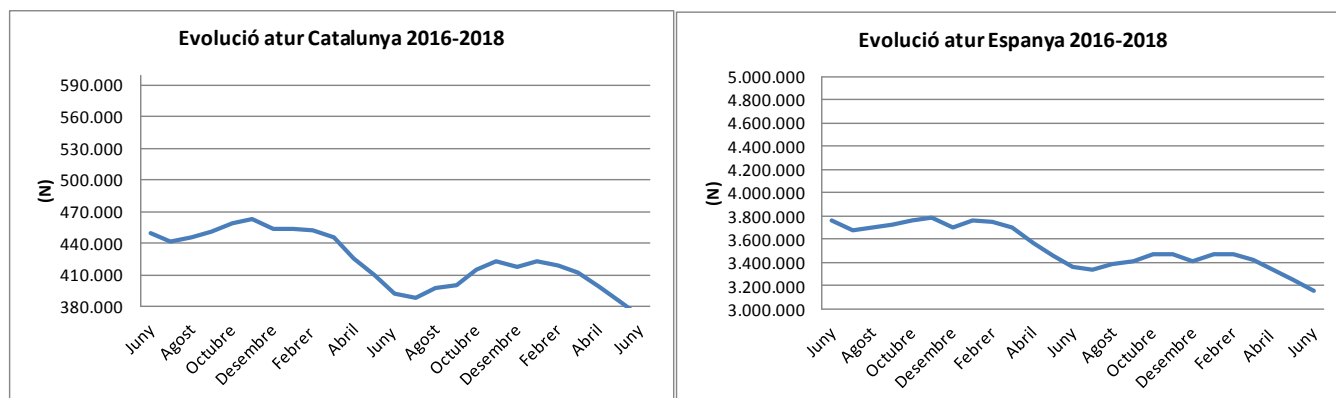 Evolució atur Catalunya 2016-2018
(N)
590.000
560.000
530.000
500.000
470.000
440.000
410.000
380.000
Juny
Agost
Octubre
Desembre
Febrer
Abril
Juny
Agost
Octubre
Desembre
Febrer
Abril
Juny
Evolució atur Espanya 2016-2018
(N)
5.000.000
4.800.000
4.600.000
4.400.000
4.200.000
4.000.000
3.800.000
3.600.000
3.400.000
3.200.000
3.000.000
Juny
Agost
Octubre
Desembre
Febrer
Abril
Juny
Agost
Octubre
Desembre
Febrer
Abril
Juny